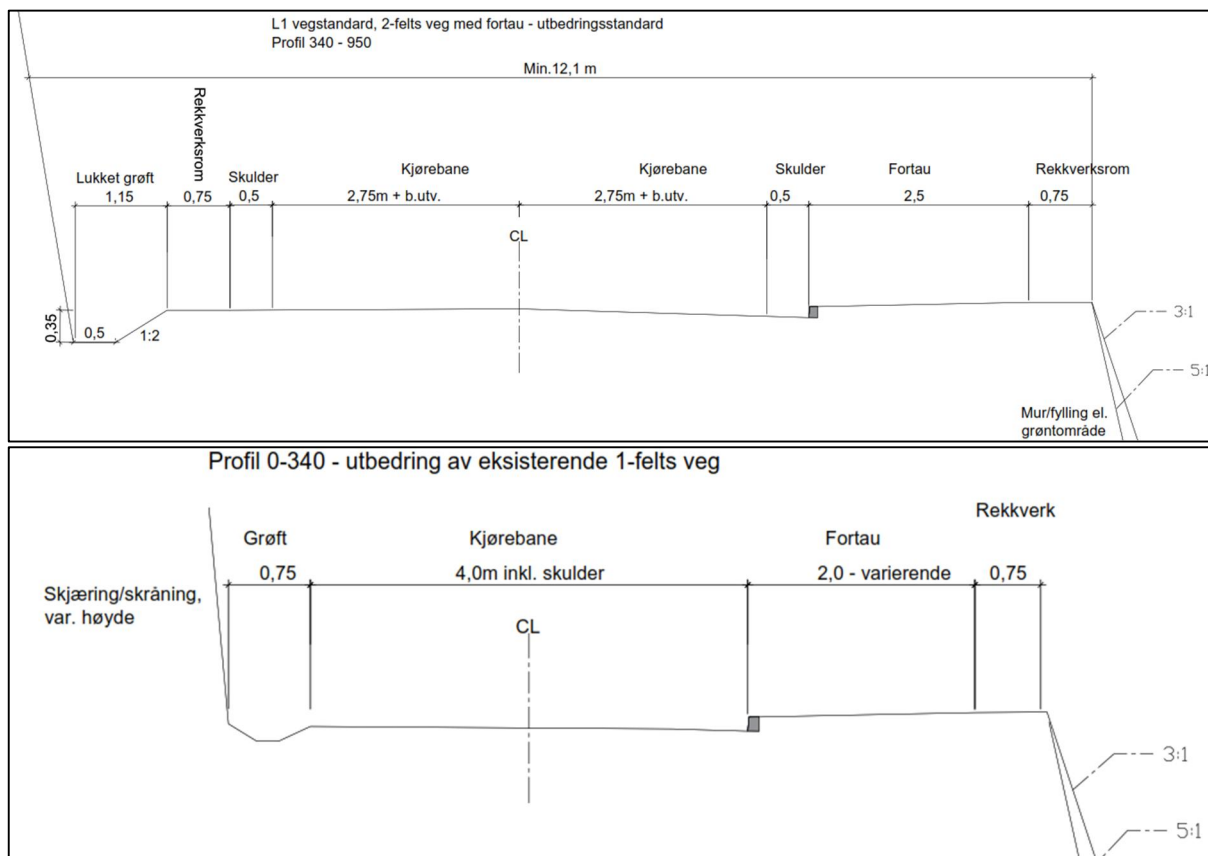 L1 vegstandard, 2-felts veg med fortau - utbedringsstandard
Profil 340 - 950
Min.12,1 m
Rekkverksrom
Lukket grøft
Skulder
Kjørebane
Kjørebane
Skulder
Fortau
Rekkverksrom
1,15
0,75
0,5
2,75m + b.utv.
2,75m + b.utv.
0,5
2,5
0,75
CL
0,35
0,5
1:2
3:1
5:1
Mur/fylling el.
grøntområde
Profil 0-340 - utbedring av eksisterende 1-felts veg
Rekkverk
Grøft
Kjørebane
Fortau
0,75
4,0m inkl. skulder
2,0 - varierende
0,75
Skjæring/skråning,
var. høyde
CL
3:1
5:1